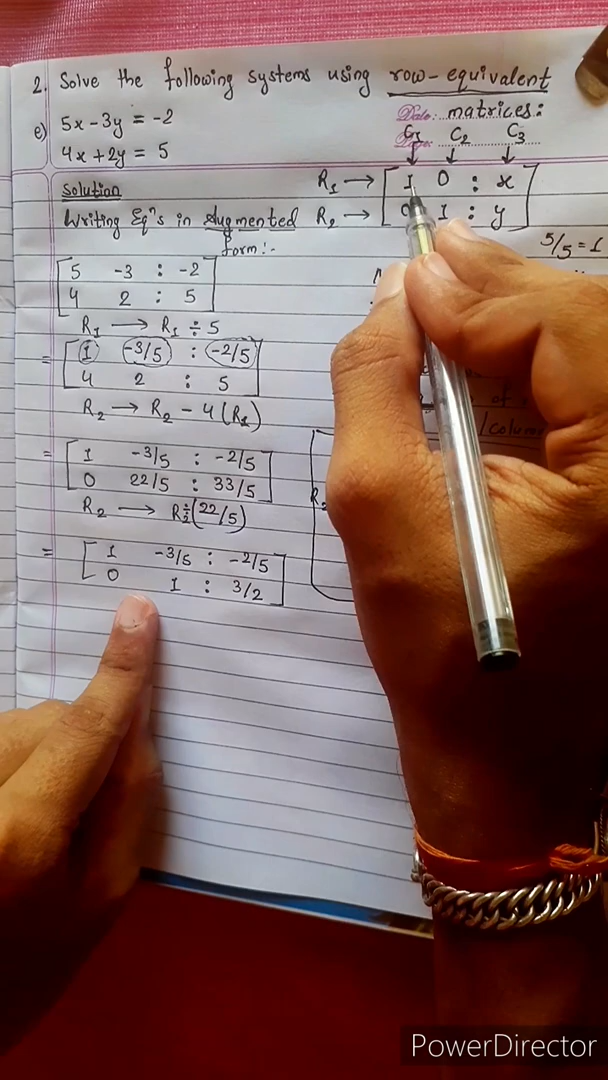 2. Solve the following systems using row-equivalent
Date: matrices:
e) 5x - 3y = -2
4x + 2y = 5
C1 C2 C3
Solution
R1 → [ 1 0 : x
R2 → 1 : y ]
Writing Eqⁿs in Augmented
form:-
5/5 = 1
[ 5 -3 : -2
4 2 : 5 ]
R1 → R1 ÷ 5
= [ 1 -3/5 : -2/5
4 2 : 5 ]
R2 → R2 - 4(R1)
of
/colum
= [ 1 -3/5 : -2/5
0 22/5 : 33/5 ]
R2 → R2 ÷ (22/5)
= [ 1 -3/5 : -2/5
0 1 : 3/2 ]
PowerDirector